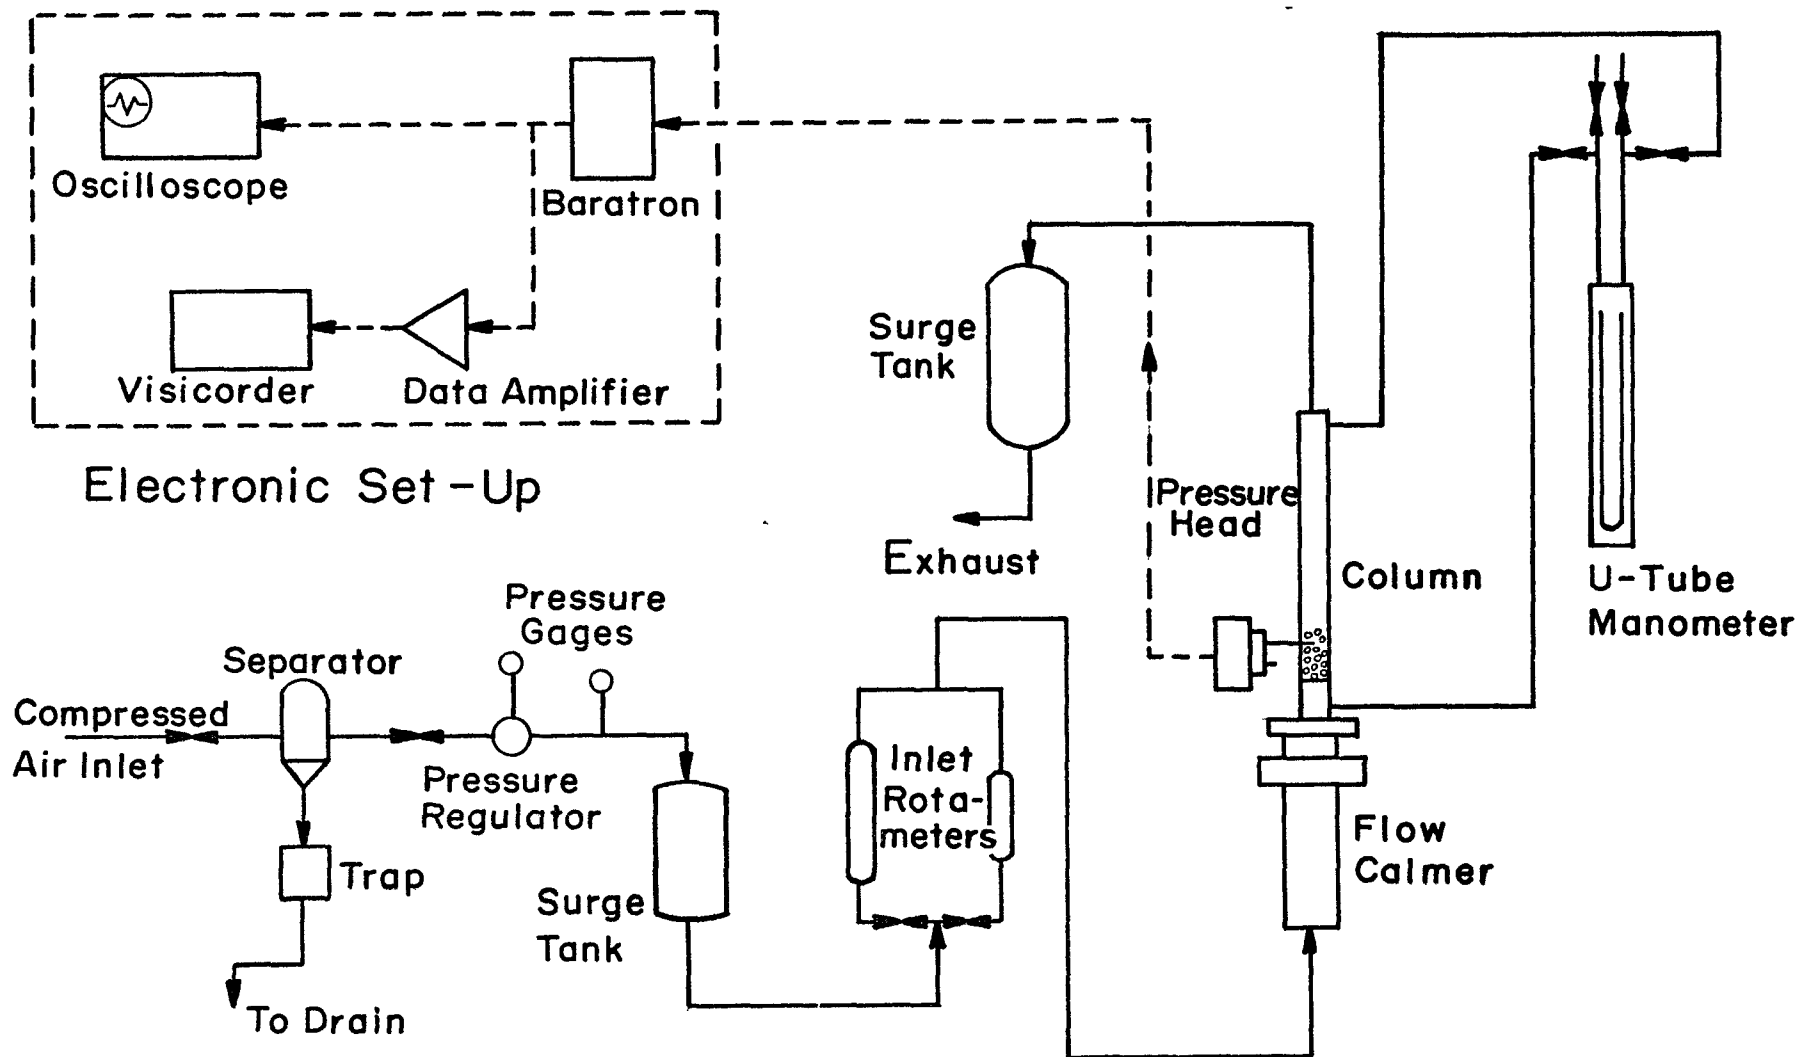 Oscilloscope
Baratron
Visicorder
Data Amplifier
Electronic Set-Up
Surge
Tank
Exhaust
Pressure
Head
Column
U-Tube
Manometer
Pressure
Gages
Separator
Compressed
Air Inlet
Pressure
Regulator
Trap
To Drain
Surge
Tank
Inlet
Rota-
meters
Flow
Calmer